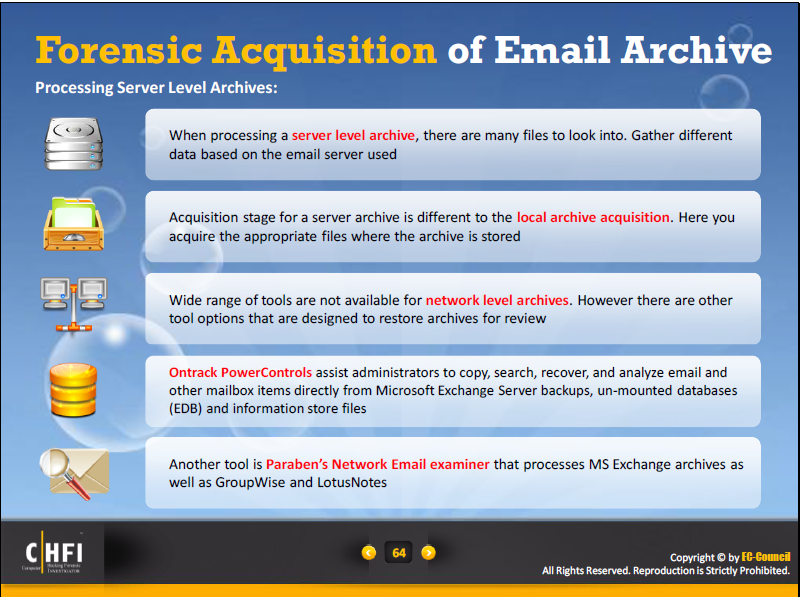 Forensic Acquisition of Email Archive
Processing Server Level Archives:
When processing a server level archive, there are many files to look into. Gather different
data based on the email server used
Acquisition stage for a server archive is different to the local archive acquisition. Here you
acquire the appropriate files where the archive is stored
Wide range of tools are not available for network level archives. However there are other
tool options that are designed to restore archives for review
Ontrack PowerControls assist administrators to copy, search, recover, and analyze email and
other mailbox items directly from Microsoft Exchange Server backups, un-mounted databases
(EDB) and information store files
Another tool is Paraben's Network Email examiner that processes MS Exchange archives as
well as GroupWise and LotusNotes
CHFI
Computer Hacking Forensic
INVESTIGATOR
64
Copyright © by EC-Council
All Rights Reserved. Reproduction is Strictly Prohibited.